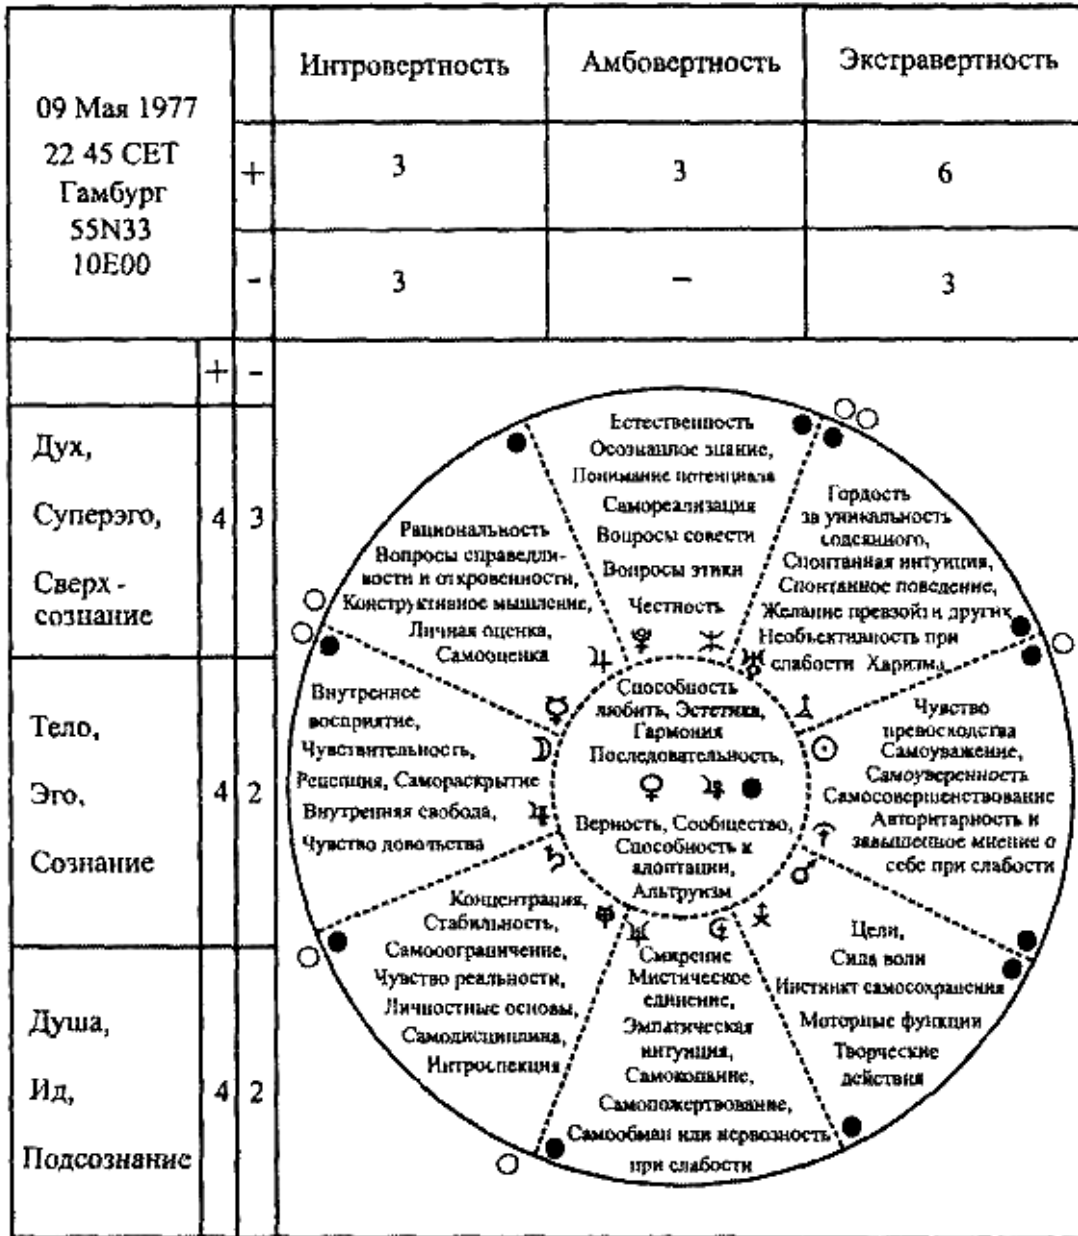 09 Мая 1977
22 45 СЕТ
Гамбург
55N33
10E00
Интровертность
Амбовертность
Экстравертность
+
3
3
6
-
3
-
3
+ -
Дух,
Суперэго,
Сверх -
сознание
4 3
Тело,
Эго,
Сознание
4 2
Душа,
Ид,
Подсознание
4 2
Естественность
Осознанное знание,
Понимание потенциала
Самореализация
Вопросы совести
Вопросы этики
Честность
Гордость
за уникальность
содеянного,
Спонтанная интуиция,
Спонтанное поведение,
Желание превзойти других
Необъективность при
слабости Харизма
Рациональность
Вопросы справедли-
вости и откровенности,
Конструктивное мышление,
Личная оценка,
Самооценка
Внутреннее
восприятие,
Чувствительность,
Рецепция, Самораскрытие
Внутренняя свобода,
Чувство довольства
Способность
любить, Эстетика,
Гармония
Последовательность,
♀
Верность, Сообщество,
Способность к
адоптации,
Альтруизм
Чувство
превосходства
Самоуважение,
Самоуверенность
Самосовершенствование
Авторитарность и
завышенное мнение о
себе при слабости
Концентрация,
Стабильность,
Самооограничение,
Чувство реальности,
Личностные основы,
Самодисциплина,
Интроспекция
Смирение
Мистическое
единение,
Эмпатическая
интуиция,
Самокопание,
Самопожертвование,
Самообман или нервозность
при слабости
Цели,
Сила воли
Инстинкт самосохранения
Моторные функции
Творческие
действия